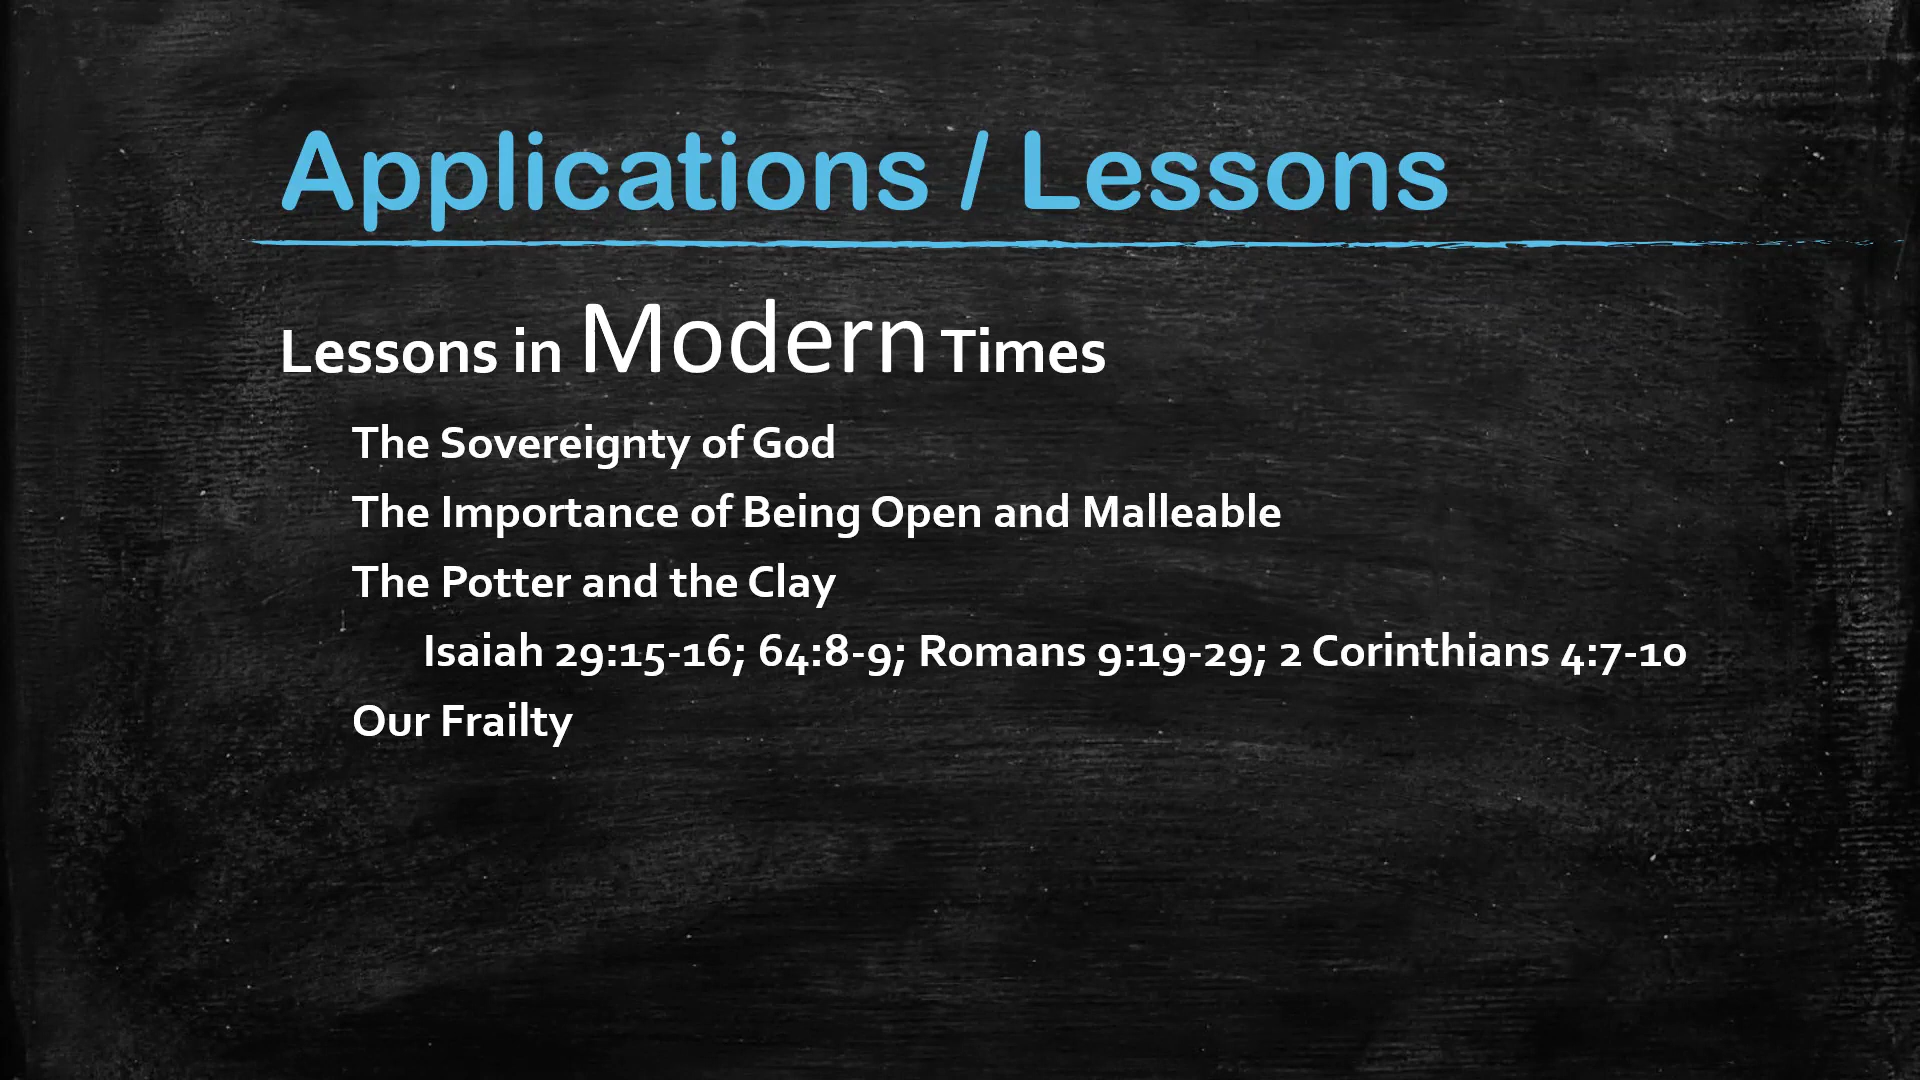 Applications / Lessons
Lessons in Modern Times
The Sovereignty of God
The Importance of Being Open and Malleable
The Potter and the Clay
Isaiah 29:15-16; 64:8-9; Romans 9:19-29; 2 Corinthians 4:7-10
Our Frailty